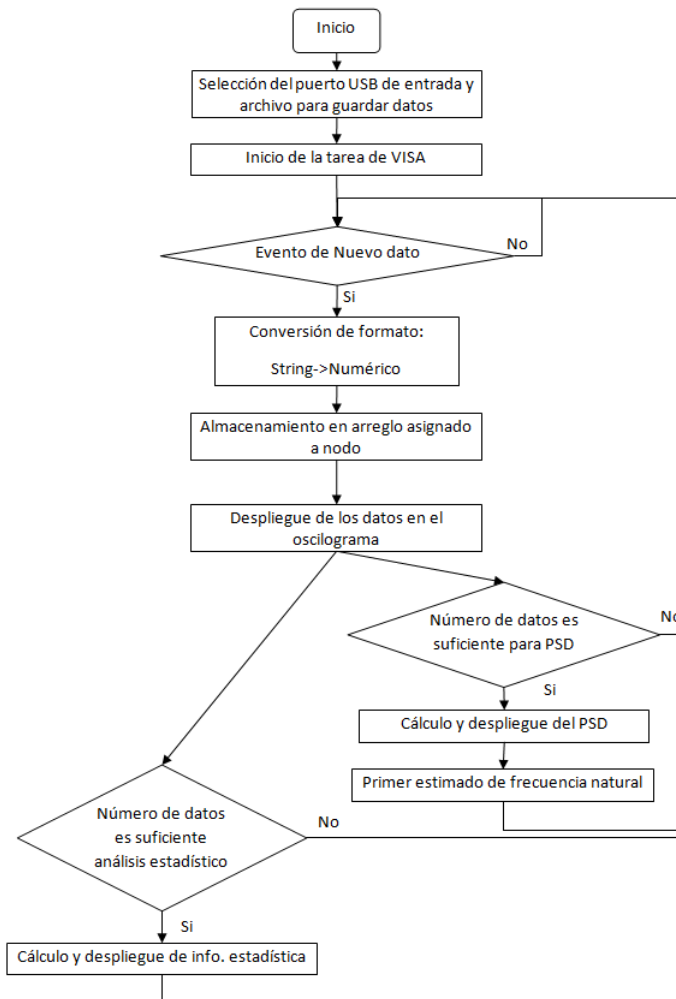 Inicio
Selección del puerto USB de entrada y
archivo para guardar datos
Inicio de la tarea de VISA
Evento de Nuevo dato
No
Si
Conversión de formato:
String->Numérico
Almacenamiento en arreglo asignado
a nodo
Despliegue de los datos en el
oscilograma
Número de datos es
suficiente para PSD
No
Si
Cálculo y despliegue del PSD
Primer estimado de frecuencia natural
Número de datos
es suficiente
análisis estadístico
No
Si
Cálculo y despliegue de info. estadística